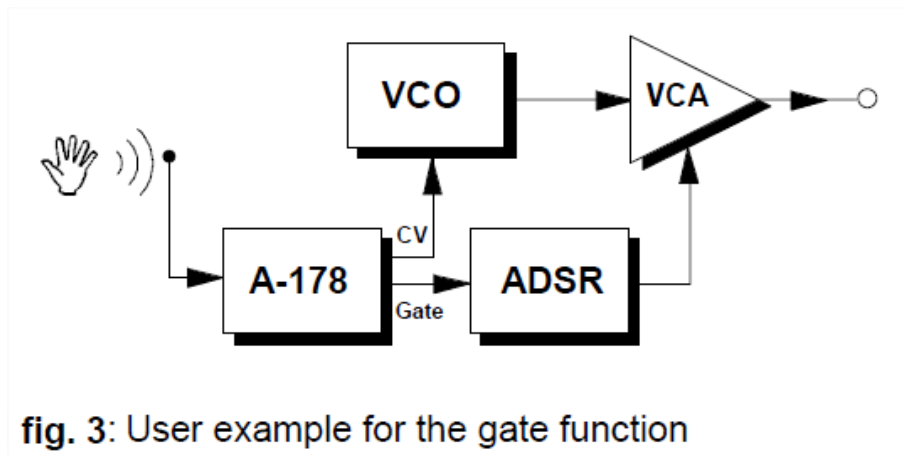 VCO
VCA
CV
A-178
Gate
ADSR
fig. 3: User example for the gate function